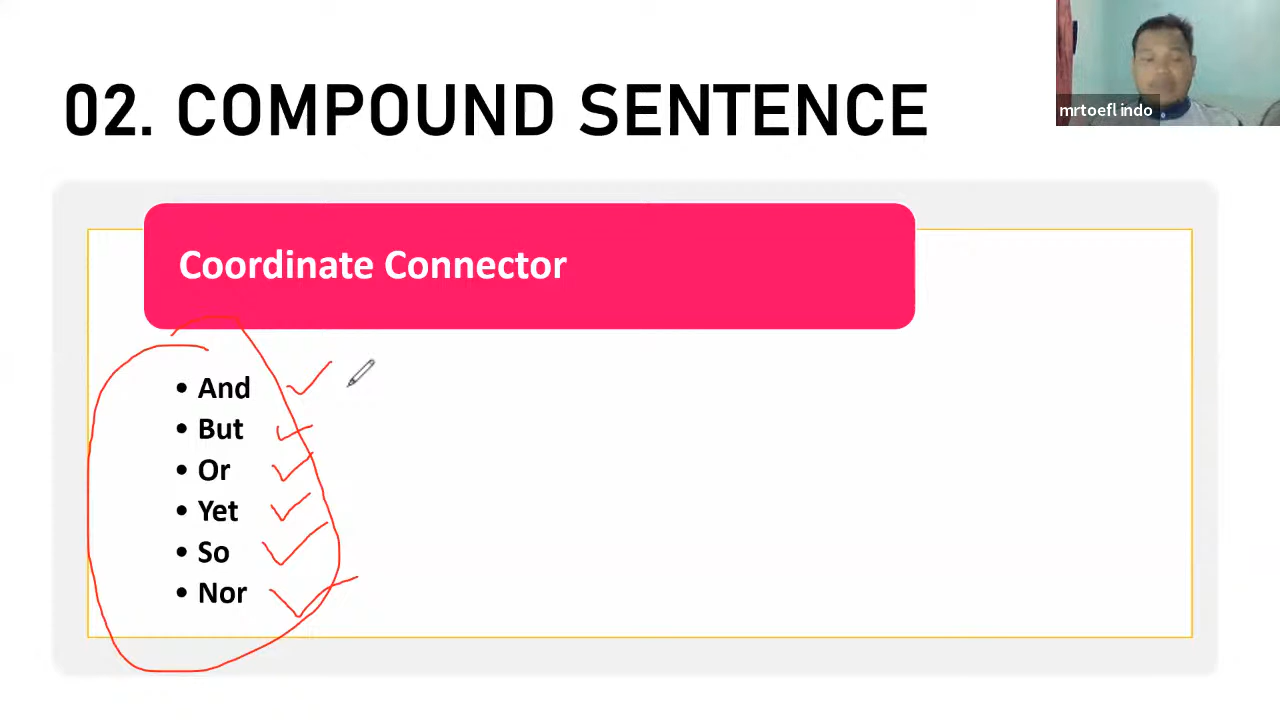 02. COMPOUND SENTENCE
mrtoefl indo
Coordinate Connector
• And
• But
• Or
• Yet
• So
• Nor